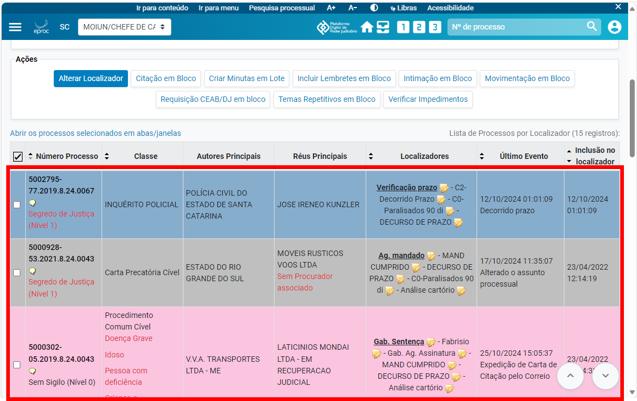 Ir para conteúdo Ir para menu Pesquisa processual A+ A- Libras Acessibilidade
eproc SC MOIUN/CHEFE DE CA Plataforma Digital do Poder Judiciário 1 2 3 Nº de processo
Ações
Alterar Localizador Citação em Bloco Criar Minutas em Lote Incluir Lembretes em Bloco Intimação em Bloco Movimentação em Bloco
Requisição CEAB/DJ em bloco Temas Repetitivos em Bloco Verificar Impedimentos
Abrir os processos selecionados em abas/janelas Lista de Processos por Localizador (15 registros):
Número Processo Classe Autores Principais Réus Principais Localizadores Último Evento Inclusão no localizador
5002795-
77.2019.8.24.0067
Segredo de Justiça
(Nível 1)
INQUÉRITO POLICIAL
POLÍCIA CIVIL DO
ESTADO DE SANTA
CATARINA
JOSE IRENEO KUNZLER
Verificação prazo - C2-
Decorrido Prazo - C0-
Paralisados 90 di -
DECURSO DE PRAZO
12/10/2024 01:01:09
Decorrido prazo
12/10/2024
01:01:09
5000928-
53.2021.8.24.0043
Segredo de Justiça
(Nível 1)
Carta Precatória Cível
ESTADO DO RIO
GRANDE DO SUL
MOVEIS RUSTICOS
VOOS LTDA
Sem Procurador
associado
Ag. mandado - MAND
CUMPRIDO - DECURSO DE
PRAZO - C0-Paralisados 90
di - Análise cartório
17/10/2024 11:35:07
Alterado o assunto
processual
23/04/2022
12:14:19
5000302-
05.2019.8.24.0043
Sem Sigilo (Nível 0)
Procedimento
Comum Cível
Doença Grave
Idoso
Pessoa com
deficiência
V.V.A. TRANSPORTES
LTDA - ME
LATICINIOS MONDAI
LTDA - EM
RECUPERACAO
JUDICIAL
Gab. Sentença - Fabrisio
- Gab. Ag. Assinatura -
MAND CUMPRIDO -
DECURSO DE PRAZO -
Análise cartório
25/10/2024 15:05:37
Expedição de Carta de
Citação pelo Correio
23/04/2022